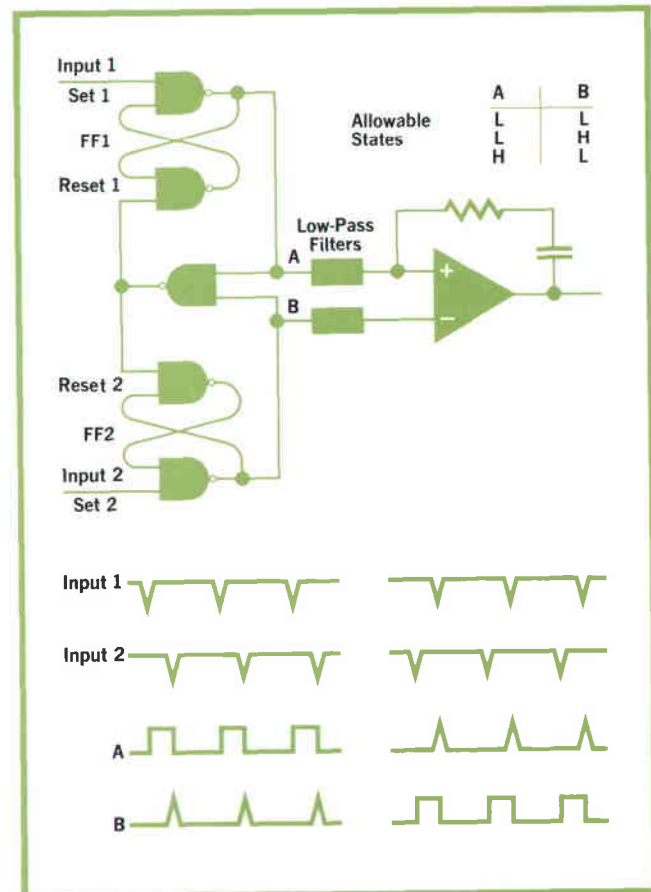 Input 1
Set 1
FF1
Reset 1
Allowable
States
A B
L L
L H
H L
Low-Pass
Filters
A
B
+
−
Reset 2
FF2
Input 2
Set 2
Input 1
Input 2
A
B